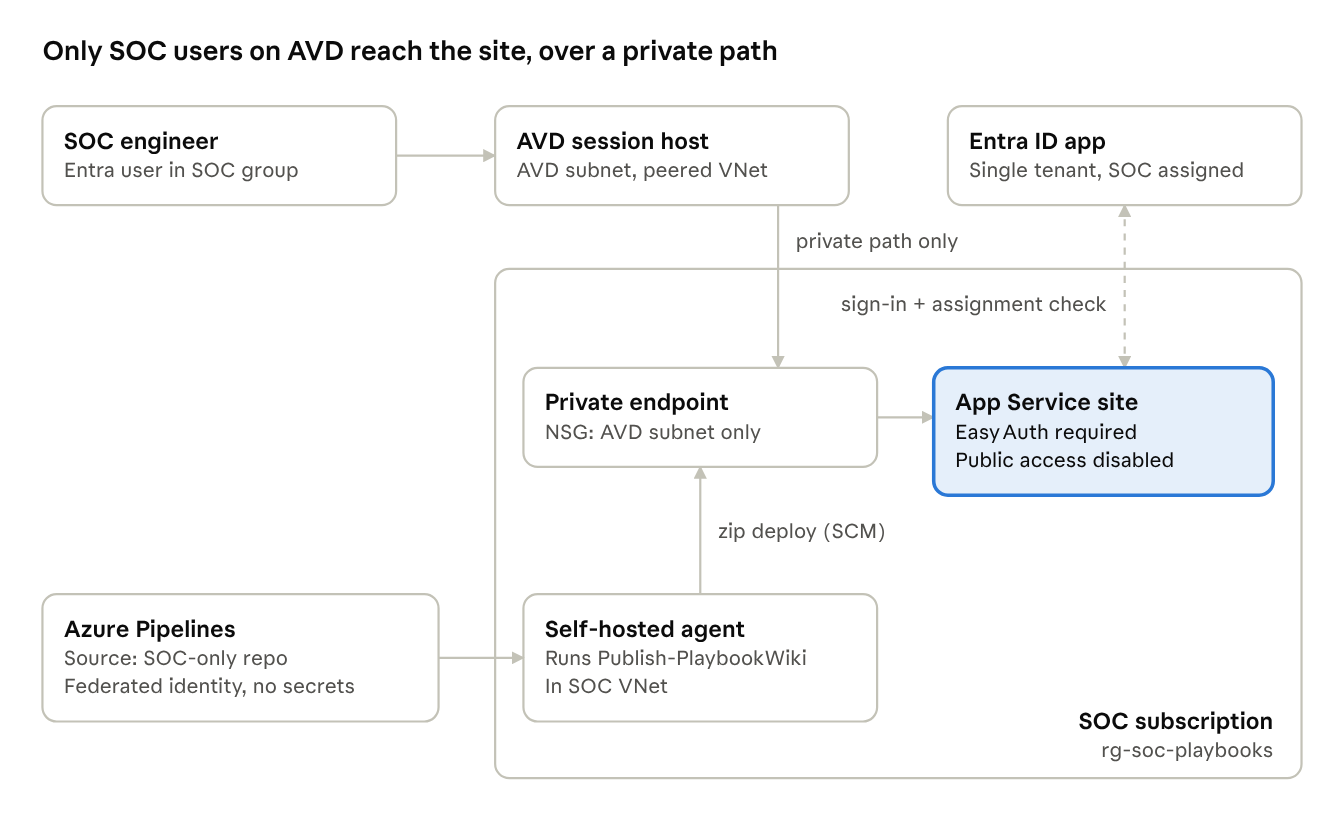 Only SOC users on AVD reach the site, over a private path
SOC engineer
Entra user in SOC group
AVD session host
AVD subnet, peered VNet
Entra ID app
Single tenant, SOC assigned
private path only
sign-in + assignment check
Private endpoint
NSG: AVD subnet only
App Service site
Easy Auth required
Public access disabled
zip deploy (SCM)
Azure Pipelines
Source: SOC-only repo
Federated identity, no secrets
Self-hosted agent
Runs Publish-PlaybookWiki
In SOC VNet
SOC subscription
rg-soc-playbooks